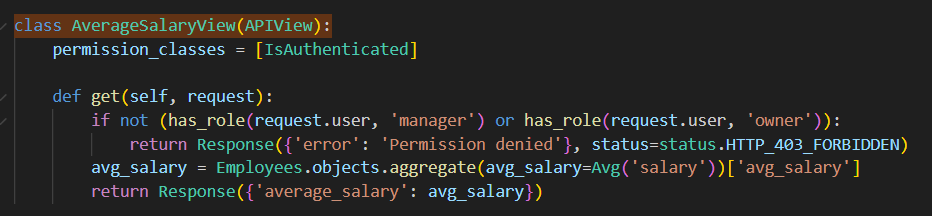 class AverageSalaryView(APIView):
    permission_classes = [IsAuthenticated]

    def get(self, request):
        if not (has_role(request.user, 'manager') or has_role(request.user, 'owner')):
            return Response({'error': 'Permission denied'}, status=status.HTTP_403_FORBIDDEN)
        avg_salary = Employees.objects.aggregate(avg_salary=Avg('salary'))['avg_salary']
        return Response({'average_salary': avg_salary})